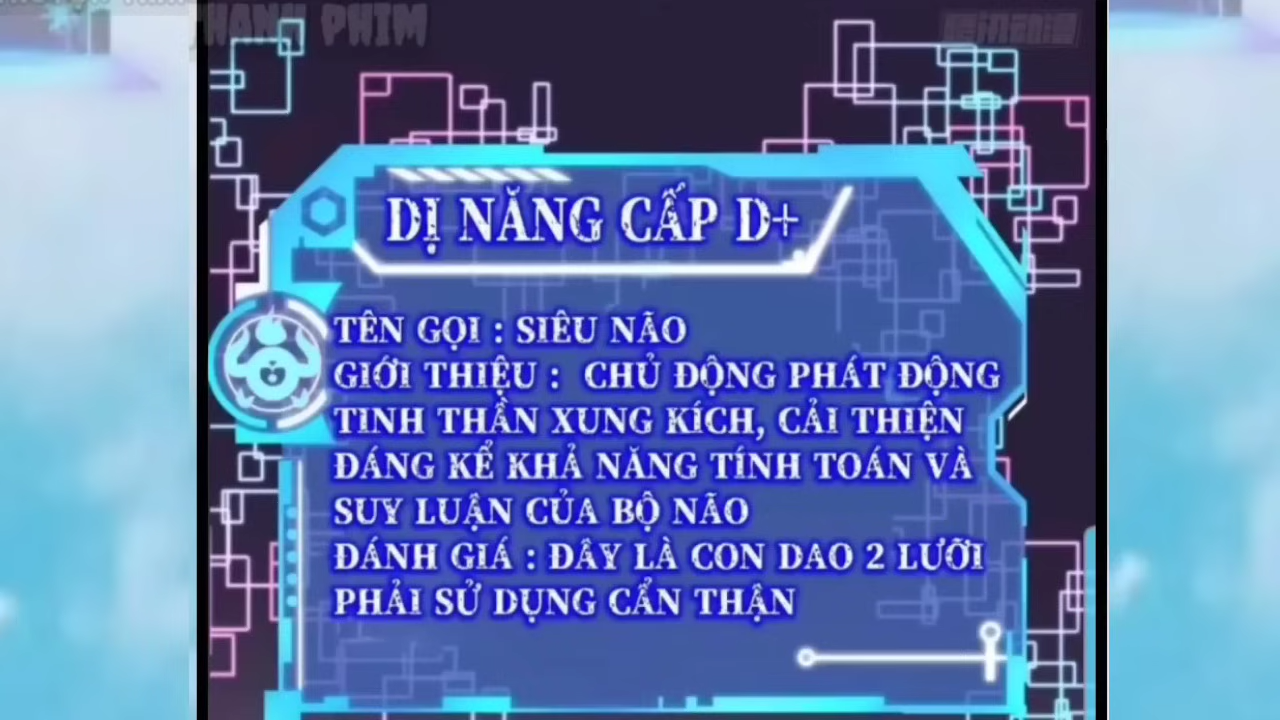 THANH PHIM
DỊ NĂNG CẤP D+
TÊN GỌI : SIÊU NÃO
GIỚI THIỆU : CHỦ ĐỘNG PHÁT ĐỘNG
TINH THẦN XUNG KÍCH, CẢI THIỆN
ĐÁNG KỂ KHẢ NĂNG TÍNH TOÁN VÀ
SUY LUẬN CỦA BỘ NÃO
ĐÁNH GIÁ : ĐÂY LÀ CON DAO 2 LƯỠI
PHẢI SỬ DỤNG CẨN THẬN